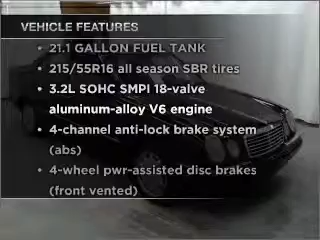 VEHICLE FEATURES
• 21.1 GALLON FUEL TANK
• 215/55R16 all season SBR tires
• 3.2L SOHC SMPI 18-valve
aluminum-alloy V6 engine
• 4-channel anti-lock brake system
(abs)
• 4-wheel pwr-assisted disc brakes
(front vented)